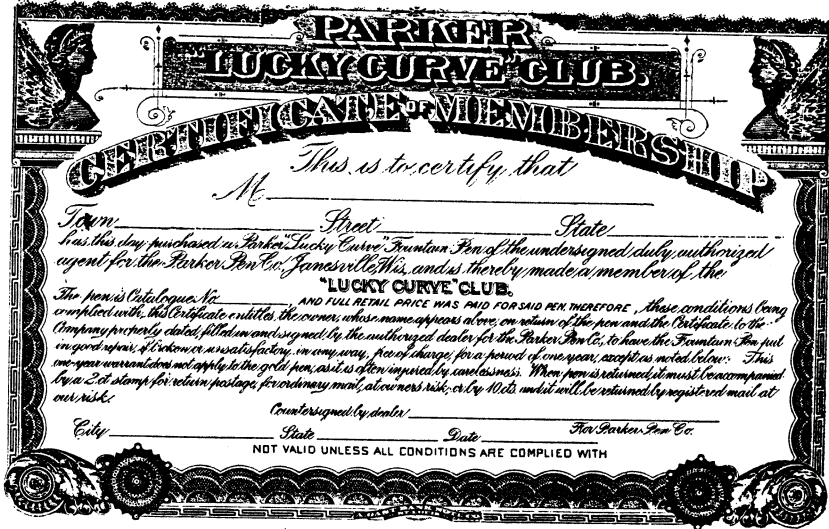 PARKER
"LUCKY CURVE" CLUB.
CERTIFICATE OF MEMBERSHIP
This is to certify that
M
Town Street State
has this day purchased a Parker "Lucky Curve" Fountain Pen of the undersigned duly authorized
agent for the Parker Pen Co. Janesville, Wis, and is thereby made a member of the
"LUCKY CURVE" CLUB.
The pen is Catalogue No. , AND FULL RETAIL PRICE WAS PAID FOR SAID PEN, THEREFORE, these conditions being
complied with, this Certificate entitles the owner, whose name appears above, on return of the pen and the Certificate to the
Company properly dated, filled in and signed by the authorized dealer for the Parker Pen Co., to have the Fountain Pen put
in good repair, if broken or unsatisfactory in any way, free of charge, for a period of one year, except as noted below: This
one-year warrant does not apply to the gold pen, as it is often injured by carelessness. When pen is returned, it must be accompanied
by a 2 ct stamp for return postage, for ordinary mail, at owners risk, or by 10 cts. and it will be returned by registered mail at
our risk.
Countersigned by dealer
City State Date For Parker Pen Co.
NOT VALID UNLESS ALL CONDITIONS ARE COMPLIED WITH